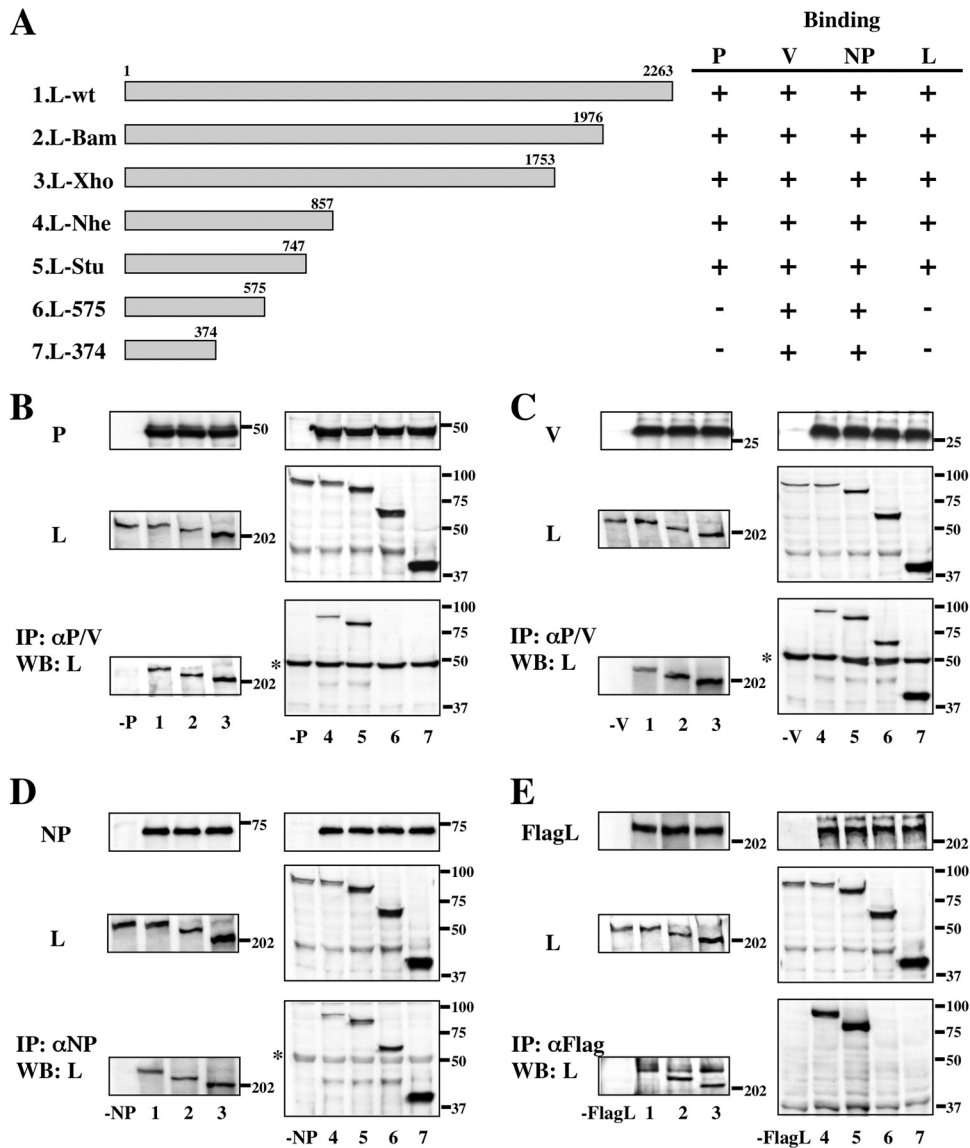 A
Binding
P V NP L
1 2263
1.L-wt + + + +
1976
2.L-Bam + + + +
1753
3.L-Xho + + + +
857
4.L-Nhe + + + +
747
5.L-Stu + + + +
575
6.L-575 - + + -
374
7.L-374 - + + -
B
P
50
50
L
202
100
75
50
37
IP: αP/V
WB: L
202
*
100
75
50
37
-P 1 2 3
-P 4 5 6 7
C
V
25
25
L
202
100
75
50
37
IP: αP/V
WB: L
202
*
100
75
50
37
-V 1 2 3
-V 4 5 6 7
D
NP
75
75
L
202
100
75
50
37
IP: αNP
WB: L
202
*
100
75
50
37
-NP 1 2 3
-NP 4 5 6 7
E
FlagL
202
202
L
202
100
75
50
37
IP: αFlag
WB: L
202
100
75
50
37
-FlagL 1 2 3
-FlagL 4 5 6 7